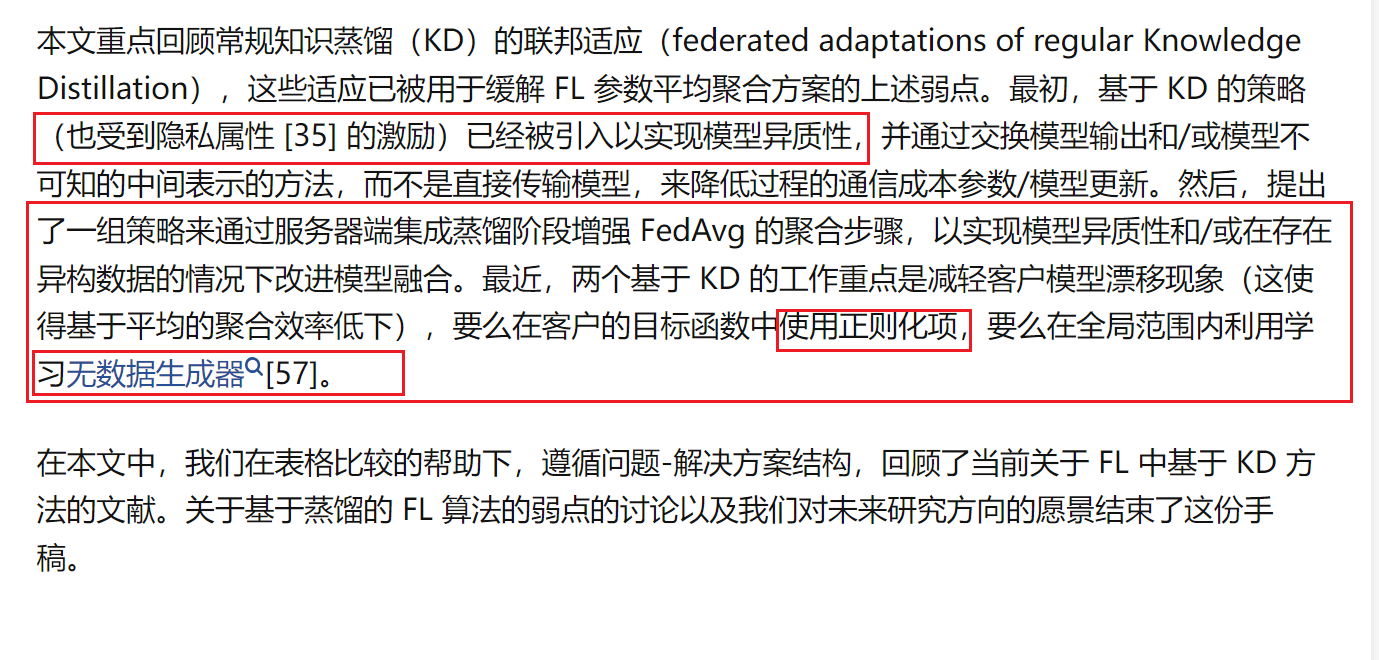 本文重点回顾常规知识蒸馏（KD）的联邦适应（federated adaptations of regular Knowledge
Distillation），这些适应已被用于缓解 FL 参数平均聚合方案的上述弱点。最初，基于 KD 的策略
（也受到隐私属性 [35] 的激励）已经被引入以实现模型异质性，并通过交换模型输出和/或模型不
可知的中间表示的方法，而不是直接传输模型，来降低过程的通信成本参数/模型更新。然后，提出
了一组策略来通过服务器端集成蒸馏阶段增强 FedAvg 的聚合步骤，以实现模型异质性和/或在存在
异构数据的情况下改进模型融合。最近，两个基于 KD 的工作重点是减轻客户模型漂移现象（这使
得基于平均的聚合效率低下），要么在客户的目标函数中使用正则化项，要么在全局范围内利用学
习无数据生成器[57]。
在本文中，我们在表格比较的帮助下，遵循问题-解决方案结构，回顾了当前关于 FL 中基于 KD 方
法的文献。关于基于蒸馏的 FL 算法的弱点的讨论以及我们对未来研究方向的愿景结束了这份手
稿。